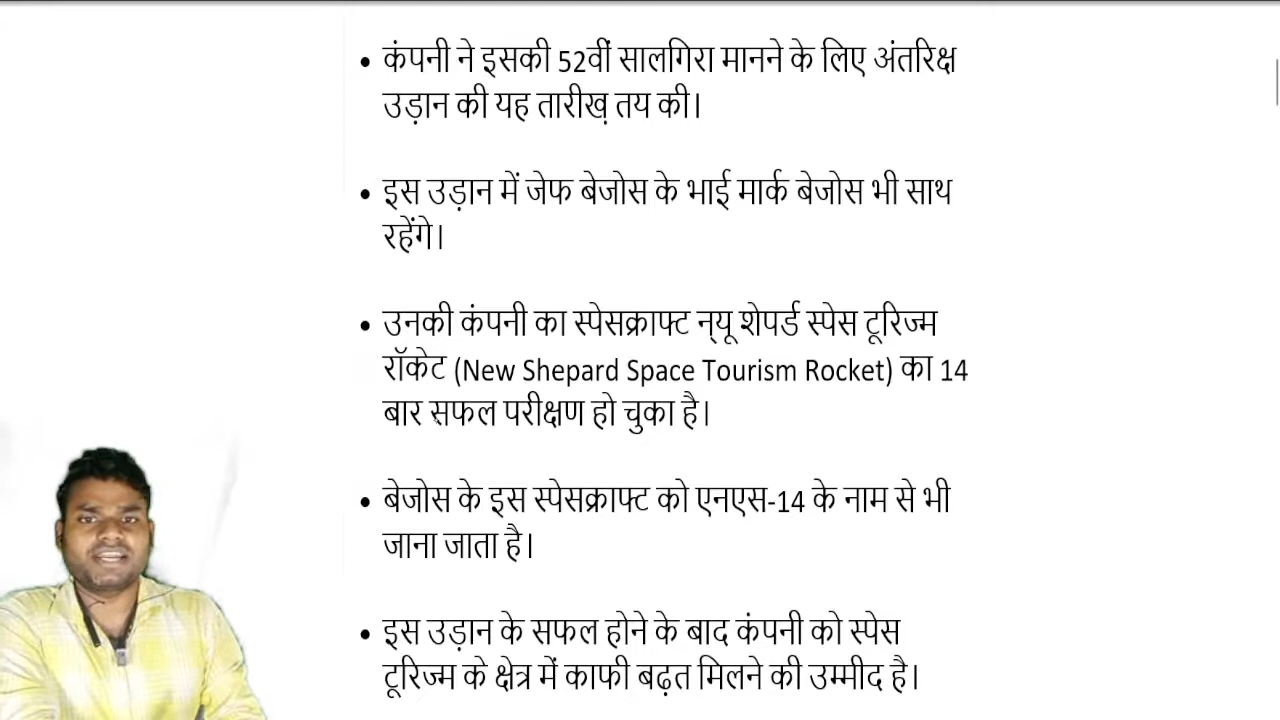 • कंपनी ने इसकी 52वीं सालगिरा मानने के लिए अंतरिक्ष
उड़ान की यह तारीख़ तय की।
• इस उड़ान में जेफ बेजोस के भाई मार्क बेजोस भी साथ
रहेंगे।
• उनकी कंपनी का स्पेसक्राफ्ट न्यू शेपर्ड स्पेस टूरिज्म
रॉकेट (New Shepard Space Tourism Rocket) का 14
बार सफल परीक्षण हो चुका है।
• बेजोस के इस स्पेसक्राफ्ट को एनएस-14 के नाम से भी
जाना जाता है।
• इस उड़ान के सफल होने के बाद कंपनी को स्पेस
टूरिज्म के क्षेत्र में काफी बढ़त मिलने की उम्मीद है।